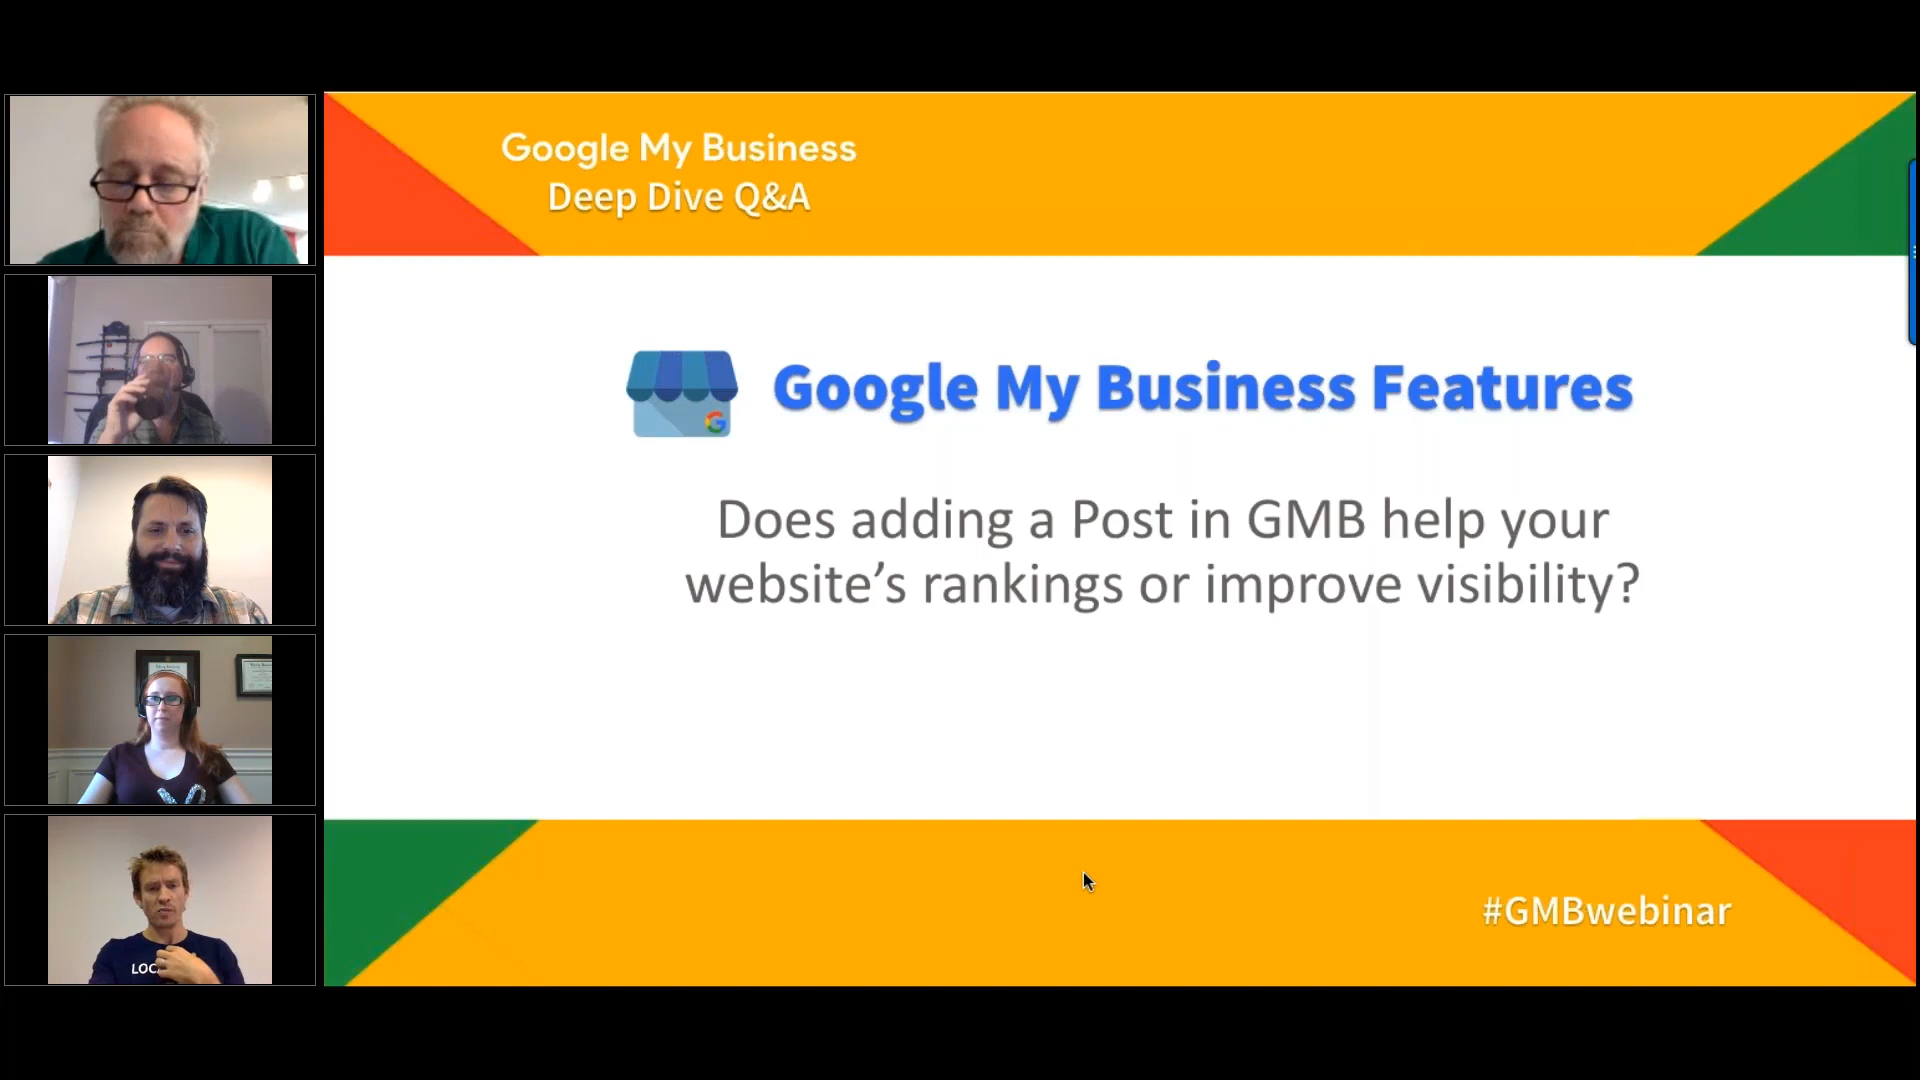 Google My Business
Deep Dive Q&A
Google My Business Features
Does adding a Post in GMB help your
website’s rankings or improve visibility?
#GMBwebinar